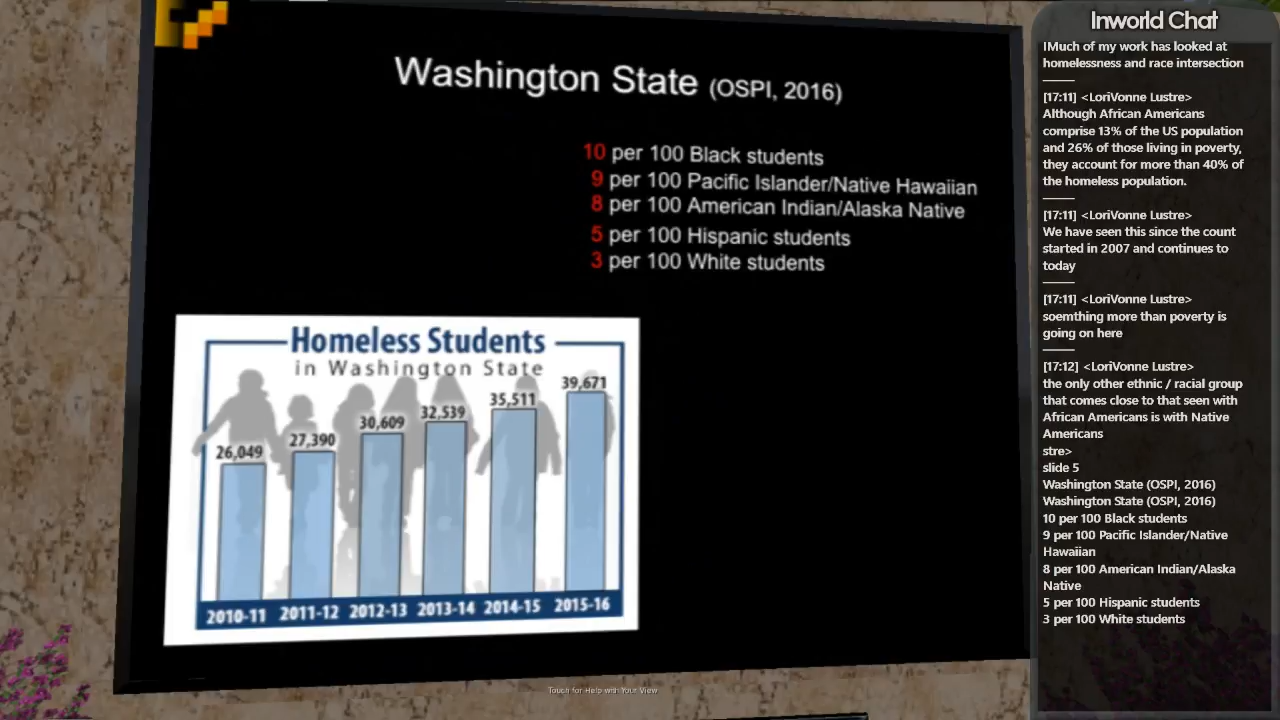 Washington State (OSPI, 2016)
10 per 100 Black students
9 per 100 Pacific Islander/Native Hawaiian
8 per 100 American Indian/Alaska Native
5 per 100 Hispanic students
3 per 100 White students
Homeless Students
in Washington State
26,049
27,390
30,609
32,539
35,511
39,671
2010-11 2011-12 2012-13 2013-14 2014-15 2015-16
Touch for Help with Your View
Inworld Chat
IMuch of my work has looked at
homelessness and race intersection
[17:11] <LoriVonne Lustre>
Although African Americans
comprise 13% of the US population
and 26% of those living in poverty,
they account for more than 40% of
the homeless population.
[17:11] <LoriVonne Lustre>
We have seen this since the count
started in 2007 and continues to
today
[17:11] <LoriVonne Lustre>
soemthing more than poverty is
going on here
[17:12] <LoriVonne Lustre>
the only other ethnic / racial group
that comes close to that seen with
African Americans is with Native
Americans
stre>
slide 5
Washington State (OSPI, 2016)
Washington State (OSPI, 2016)
10 per 100 Black students
9 per 100 Pacific Islander/Native
Hawaiian
8 per 100 American Indian/Alaska
Native
5 per 100 Hispanic students
3 per 100 White students